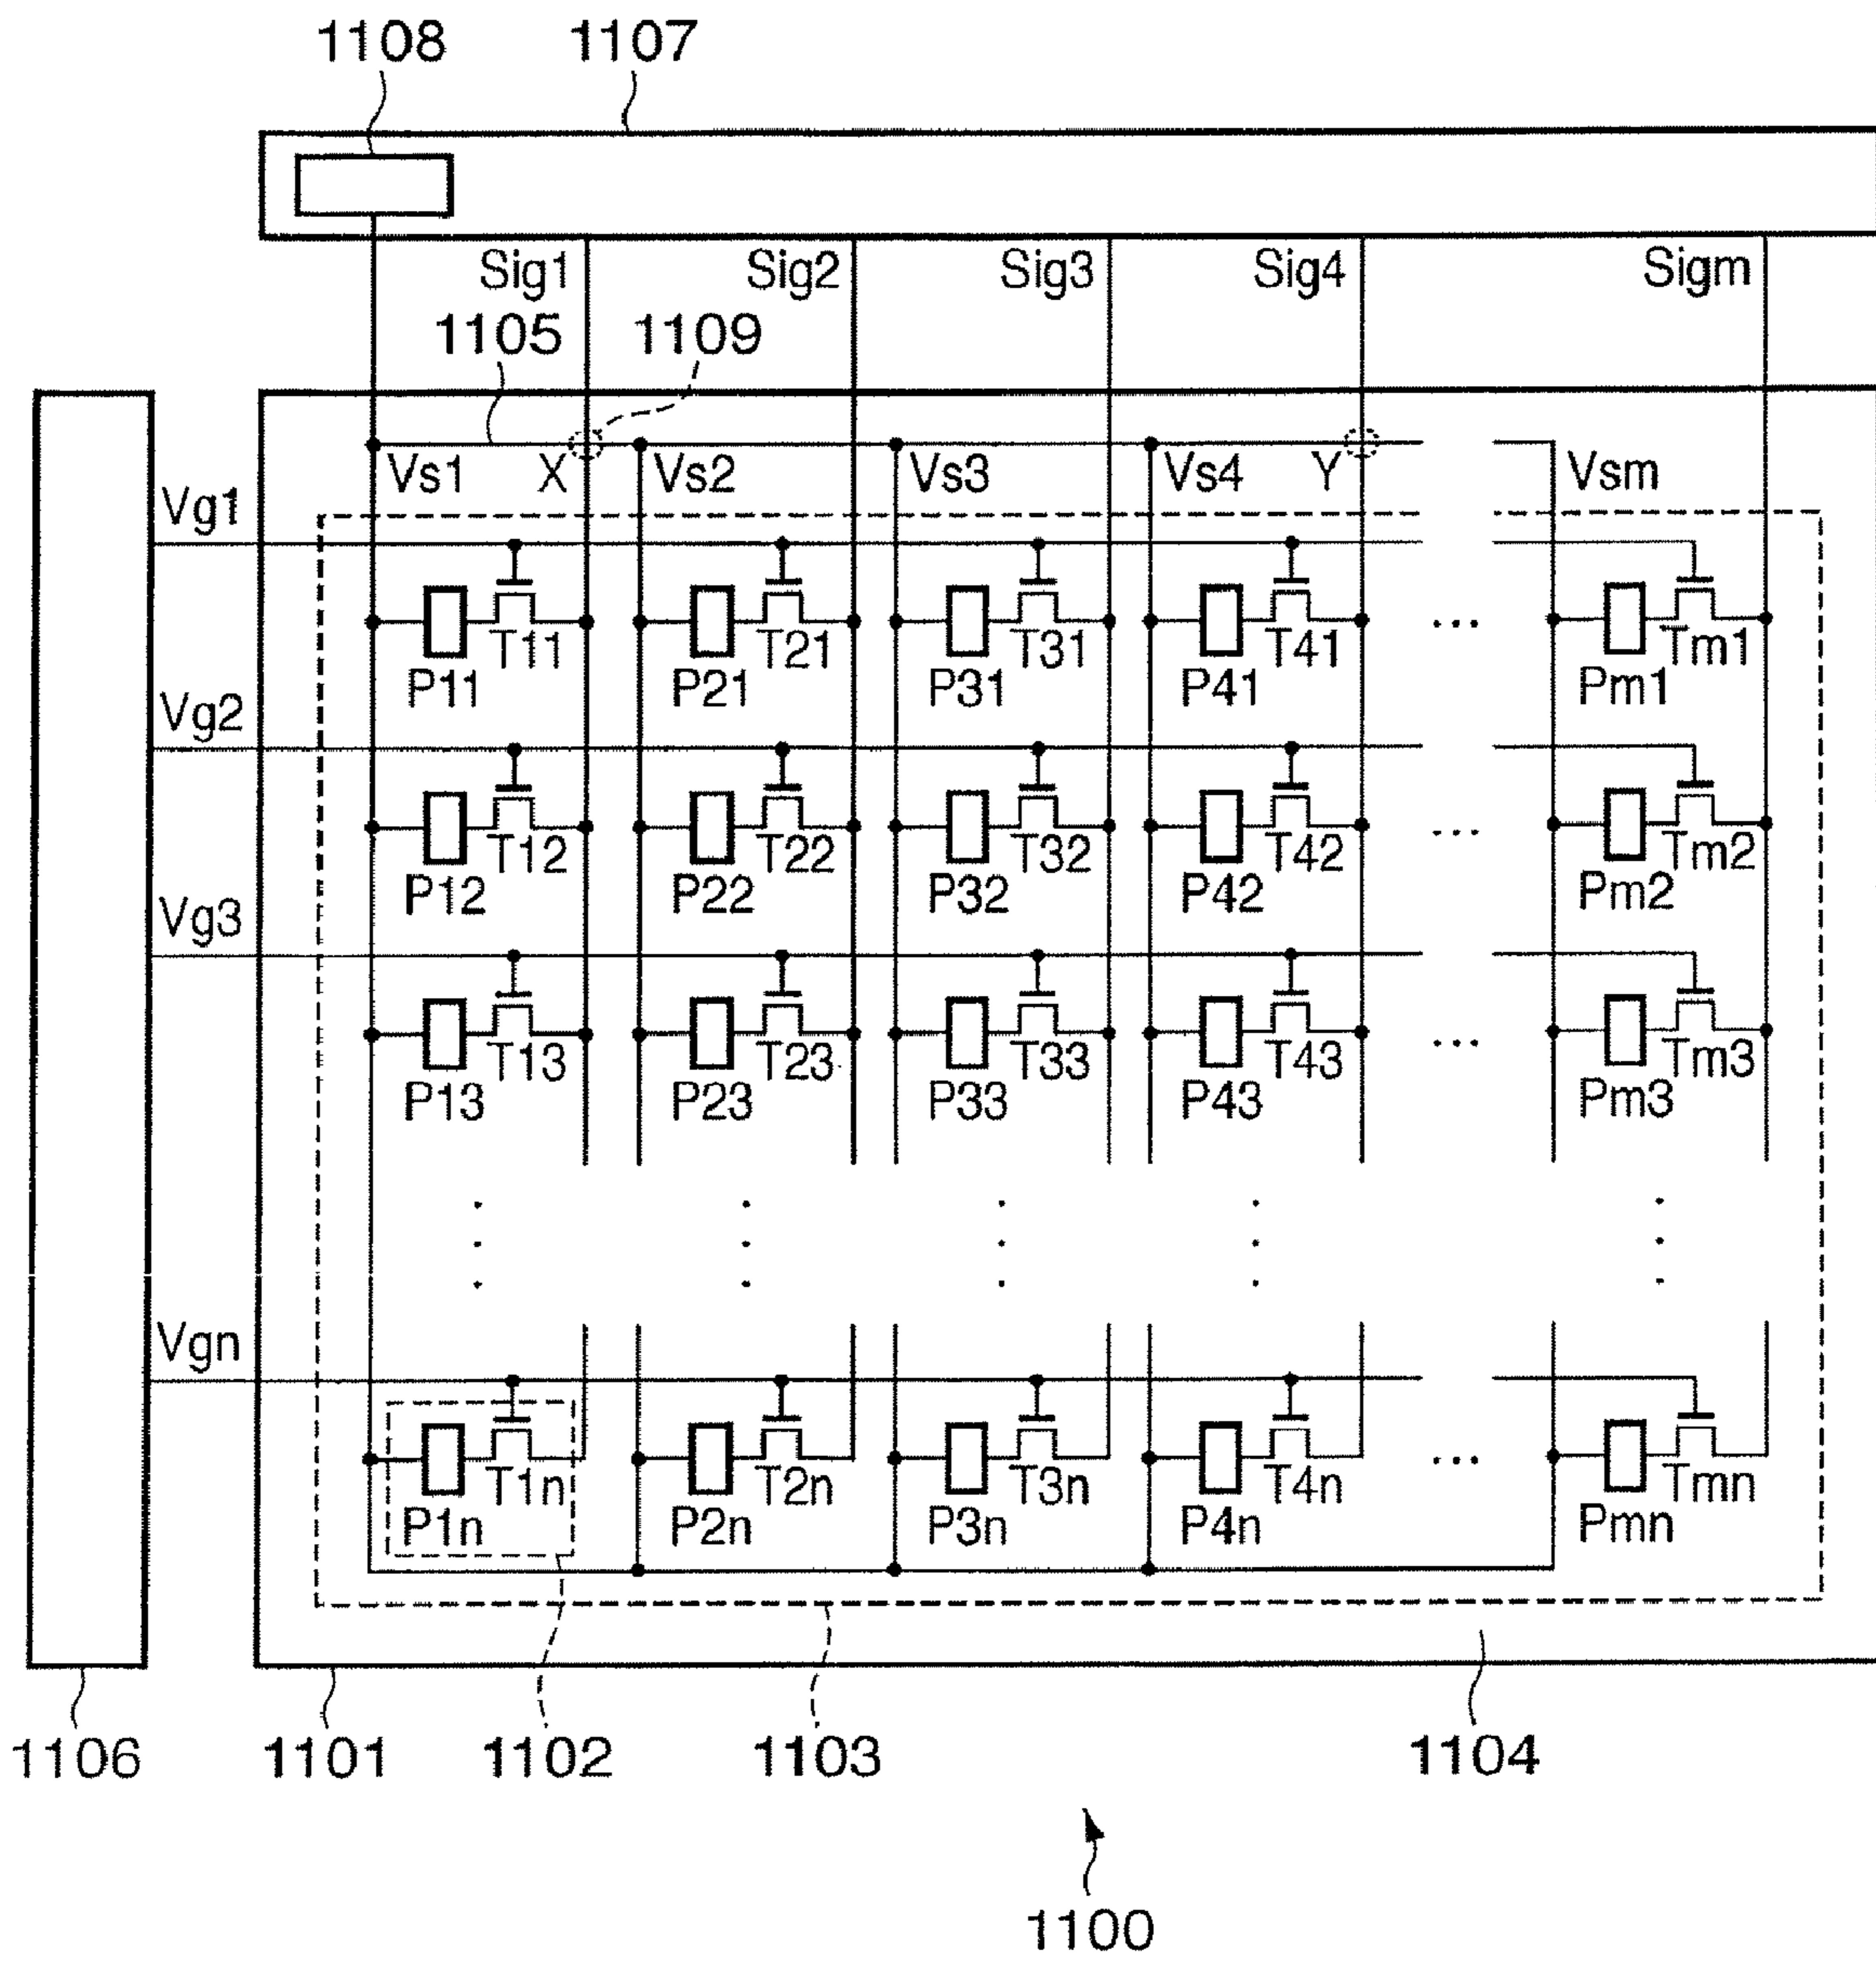 1108 1107
Sig1 Sig2 Sig3 Sig4 Sigm
1105 1109
Vs1 X Vs2 Vs3 Vs4 Y Vsm
Vg1
T11 T21 T31 T41 ... Tm1
P11 P21 P31 P41 Pm1
Vg2
T12 T22 T32 T42 ... Tm2
P12 P22 P32 P42 Pm2
Vg3
T13 T23 T33 T43 ... Tm3
P13 P23 P33 P43 Pm3
Vgn
T1n T2n T3n T4n ... Tmn
P1n P2n P3n P4n Pmn
1106 1101 1102 1103 1104
1100